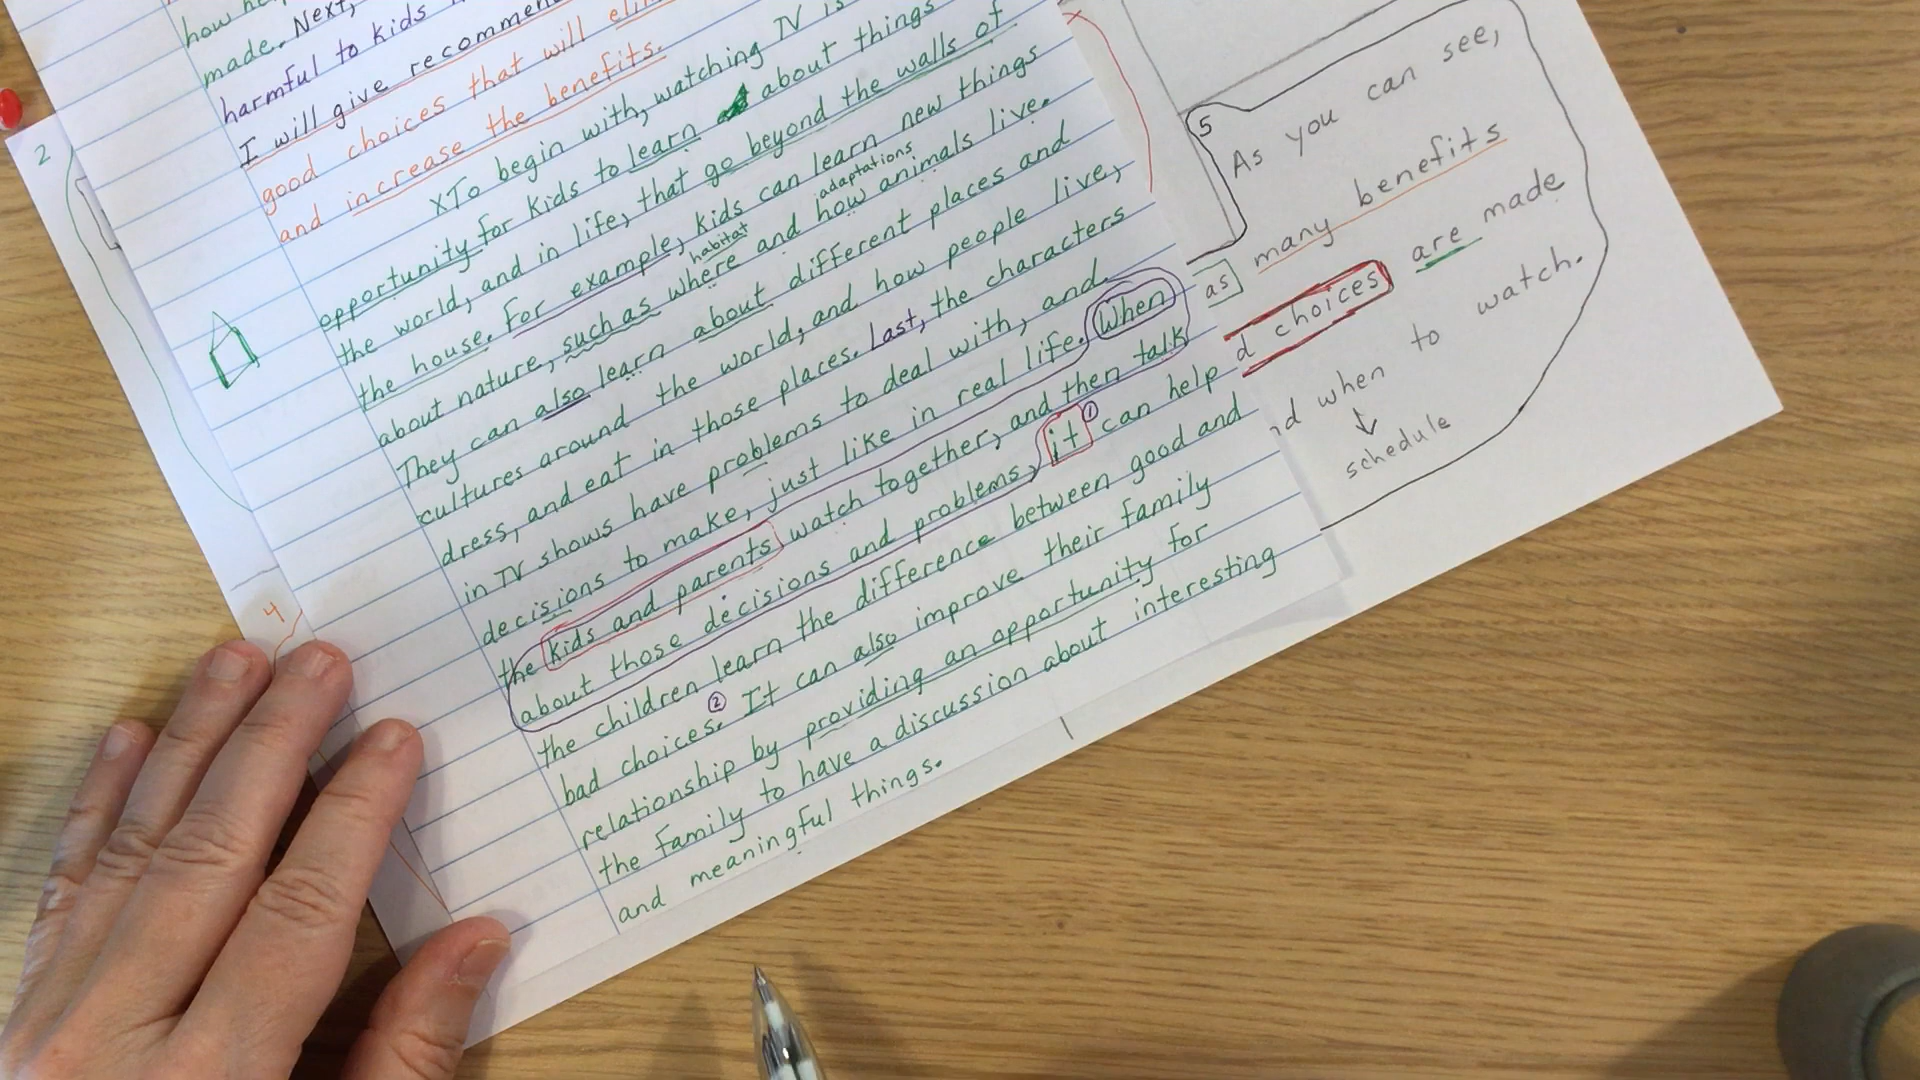 how he
made. Next,
harmful to kids
I will give recommen
good choices that will eli
and increase the benefits.
xTo begin with, watching TV is
opportunity for kids to learn about things
the world, and in life, that go beyond the walls of
the house. For example, kids can learn new things
habitat adaptations
about nature, such as where and how animals live.
They can also learn about different places and
cultures around the world, and how people live,
dress, and eat in those places. Last, the characters
in TV shows have problems to deal with, and
decisions to make, just like in real life. When
the kids and parents watch together, and then talk
about those decisions and problems, it ① can help
the children learn the difference between good and
bad choices. ② It can also improve their family
relationship by providing an opportunity for
the family to have a discussion about interesting
and meaningful things.
2
4
5
As you can see,
as many benefits
d choices are made
nd when to watch.
schedule